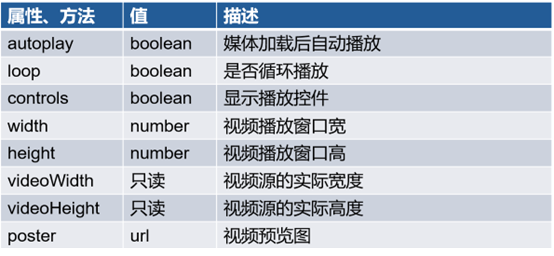 属性、方法 值 描述
autoplay boolean 媒体加载后自动播放
loop boolean 是否循环播放
controls boolean 显示播放控件
width number 视频播放窗口宽
height number 视频播放窗口高
videoWidth 只读 视频源的实际宽度
videoHeight 只读 视频源的实际高度
poster url 视频预览图